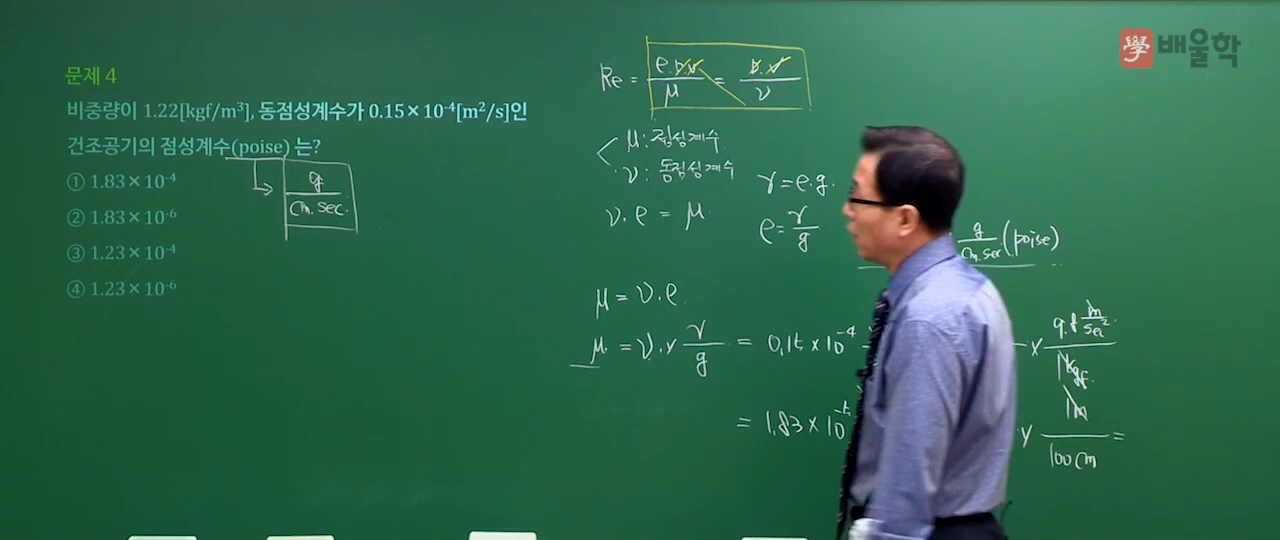 學 배울학
문제 4
비중량이 1.22[kgf/m³], 동점성계수가 0.15×10⁻⁴[m²/s]인
건조공기의 점성계수(poise) 는?
① 1.83×10⁻⁴
② 1.83×10⁻⁶
③ 1.23×10⁻⁴
④ 1.23×10⁻⁶
g / cm. sec.
Re = ρ.D.V / μ = D.V / ν
μ: 점성계수
ν: 동점성계수
ν.ρ = μ
γ = ρ.g.
ρ = γ / g
g / cm.sec (poise)
μ = ν.ρ
μ = ν. × γ / g = 0.15×10⁻⁴ × 9.8 m/sec² / 1kgf.
= 1.83×10⁻⁵ × 1m / 100cm =